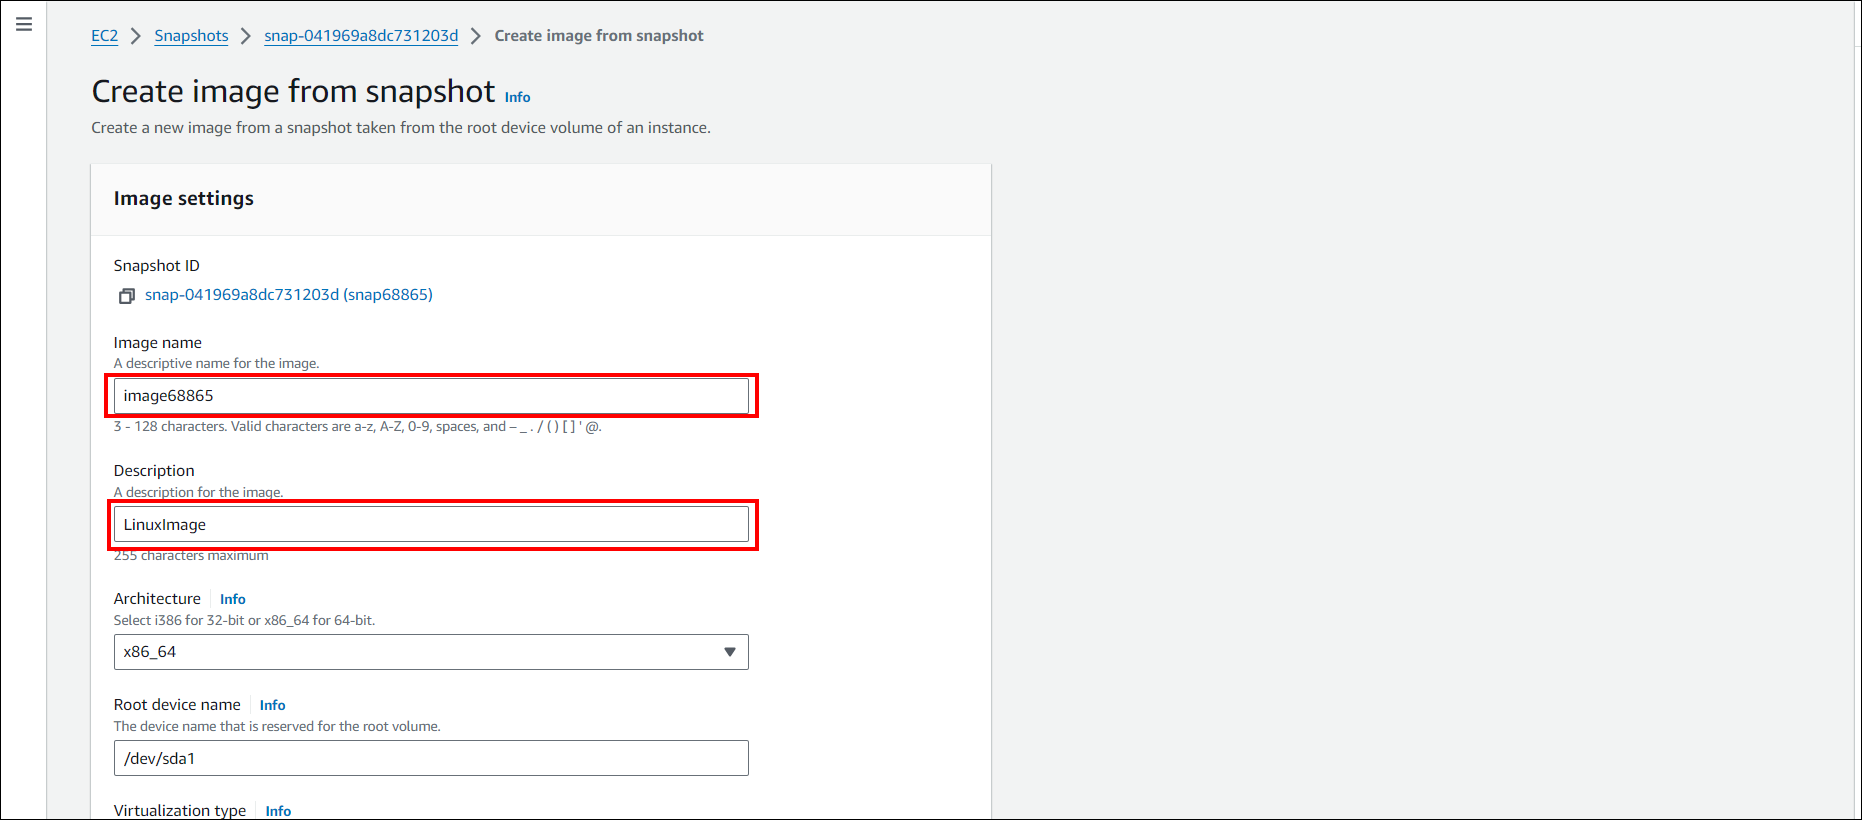 EC2 > Snapshots > snap-041969a8dc731203d > Create image from snapshot
Create image from snapshot Info
Create a new image from a snapshot taken from the root device volume of an instance.
Image settings
Snapshot ID
snap-041969a8dc731203d (snap68865)
Image name
A descriptive name for the image.
image68865
3 - 128 characters. Valid characters are a-z, A-Z, 0-9, spaces, and – _ . / ( ) [ ] ' @.
Description
A description for the image.
LinuxImage
255 characters maximum
Architecture Info
Select i386 for 32-bit or x86_64 for 64-bit.
x86_64
Root device name Info
The device name that is reserved for the root volume.
/dev/sda1
Virtualization type Info